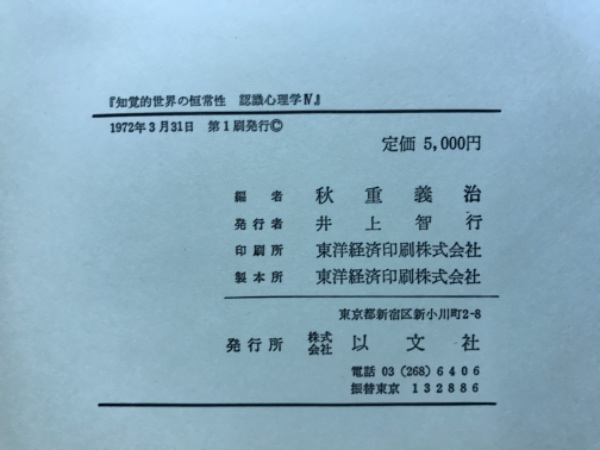 『知覚的世界の恒常性 認識心理学Ⅳ』
1972年3月31日 第1刷発行©
定価 5,000円
編者 秋重義治
発行者 井上智行
印刷所 東洋経済印刷株式会社
製本所 東洋経済印刷株式会社
東京都新宿区新小川町2-8
発行所 株式会社 以文社
電話 03 (268) 6406
振替東京 132886